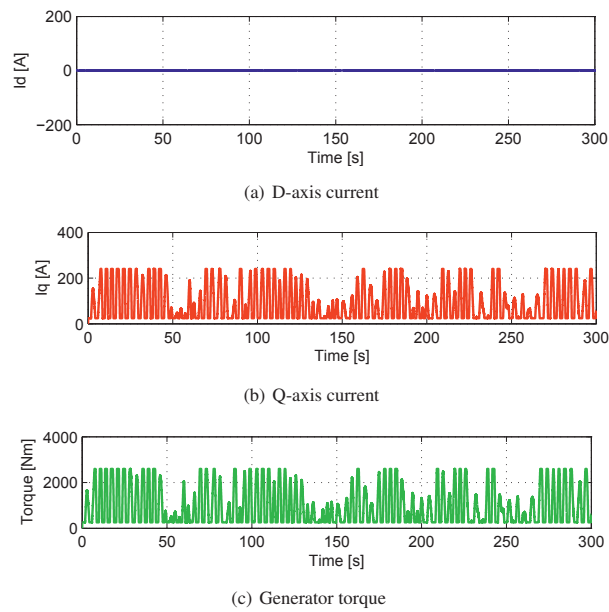 200
0
−200
Id [A]
0 50 100 150 200 250 300
Time [s]
(a) D-axis current
400
200
0
Iq [A]
0 50 100 150 200 250 300
Time [s]
(b) Q-axis current
4000
2000
0
Torque [Nm]
0 50 100 150 200 250 300
Time [s]
(c) Generator torque